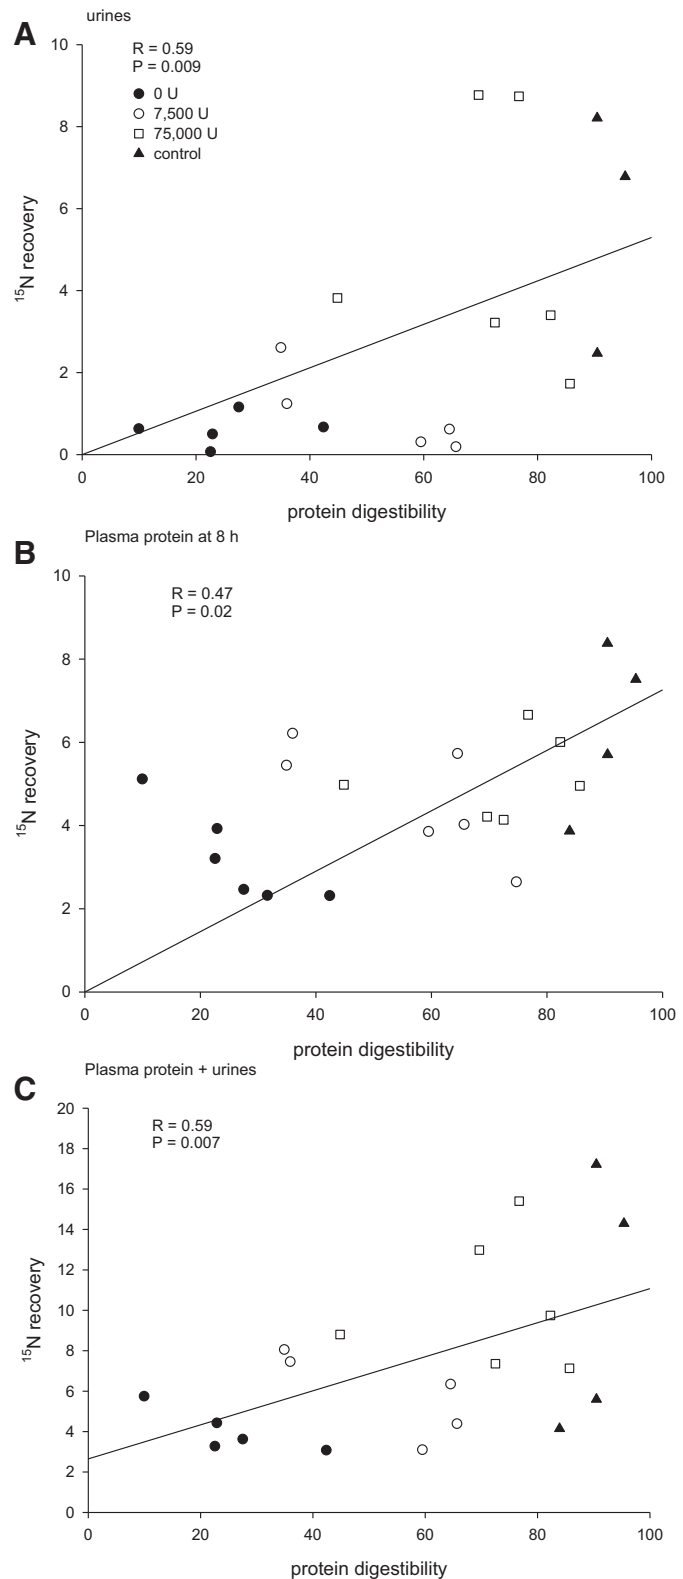 A
urines
10
R = 0.59
P = 0.009
0 U
7,500 U
75,000 U
control
8
6
4
2
0
15N recovery
0 20 40 60 80 100
protein digestibility
B
Plasma protein at 8 h
10
R = 0.47
P = 0.02
8
6
4
2
0
15N recovery
0 20 40 60 80 100
protein digestibility
C
Plasma protein + urines
20
R = 0.59
P = 0.007
18
16
14
12
10
8
6
4
2
0
15N recovery
0 20 40 60 80 100
protein digestibility